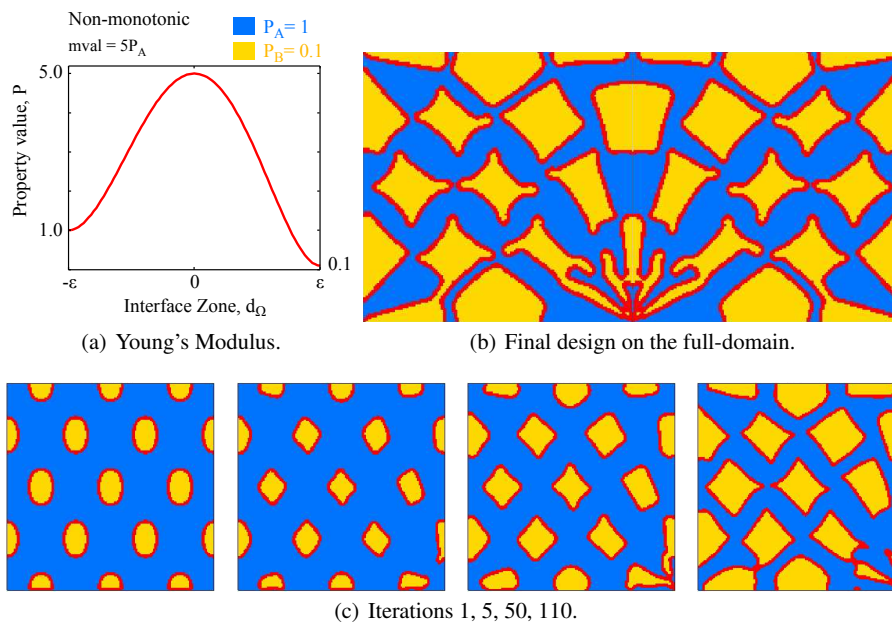 Non-monotonic
mval = 5P_A
P_A = 1
P_B = 0.1
5.0
Property value, P
1.0
0.1
-ε 0 ε
Interface Zone, d_Ω
(a) Young's Modulus.
(b) Final design on the full-domain.
(c) Iterations 1, 5, 50, 110.